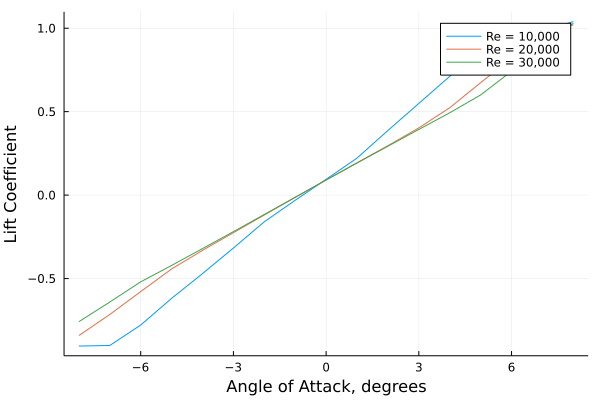 1.0
0.5
0.0
−0.5
Lift Coefficient
Re = 10,000
Re = 20,000
Re = 30,000
−6 −3 0 3 6
Angle of Attack, degrees